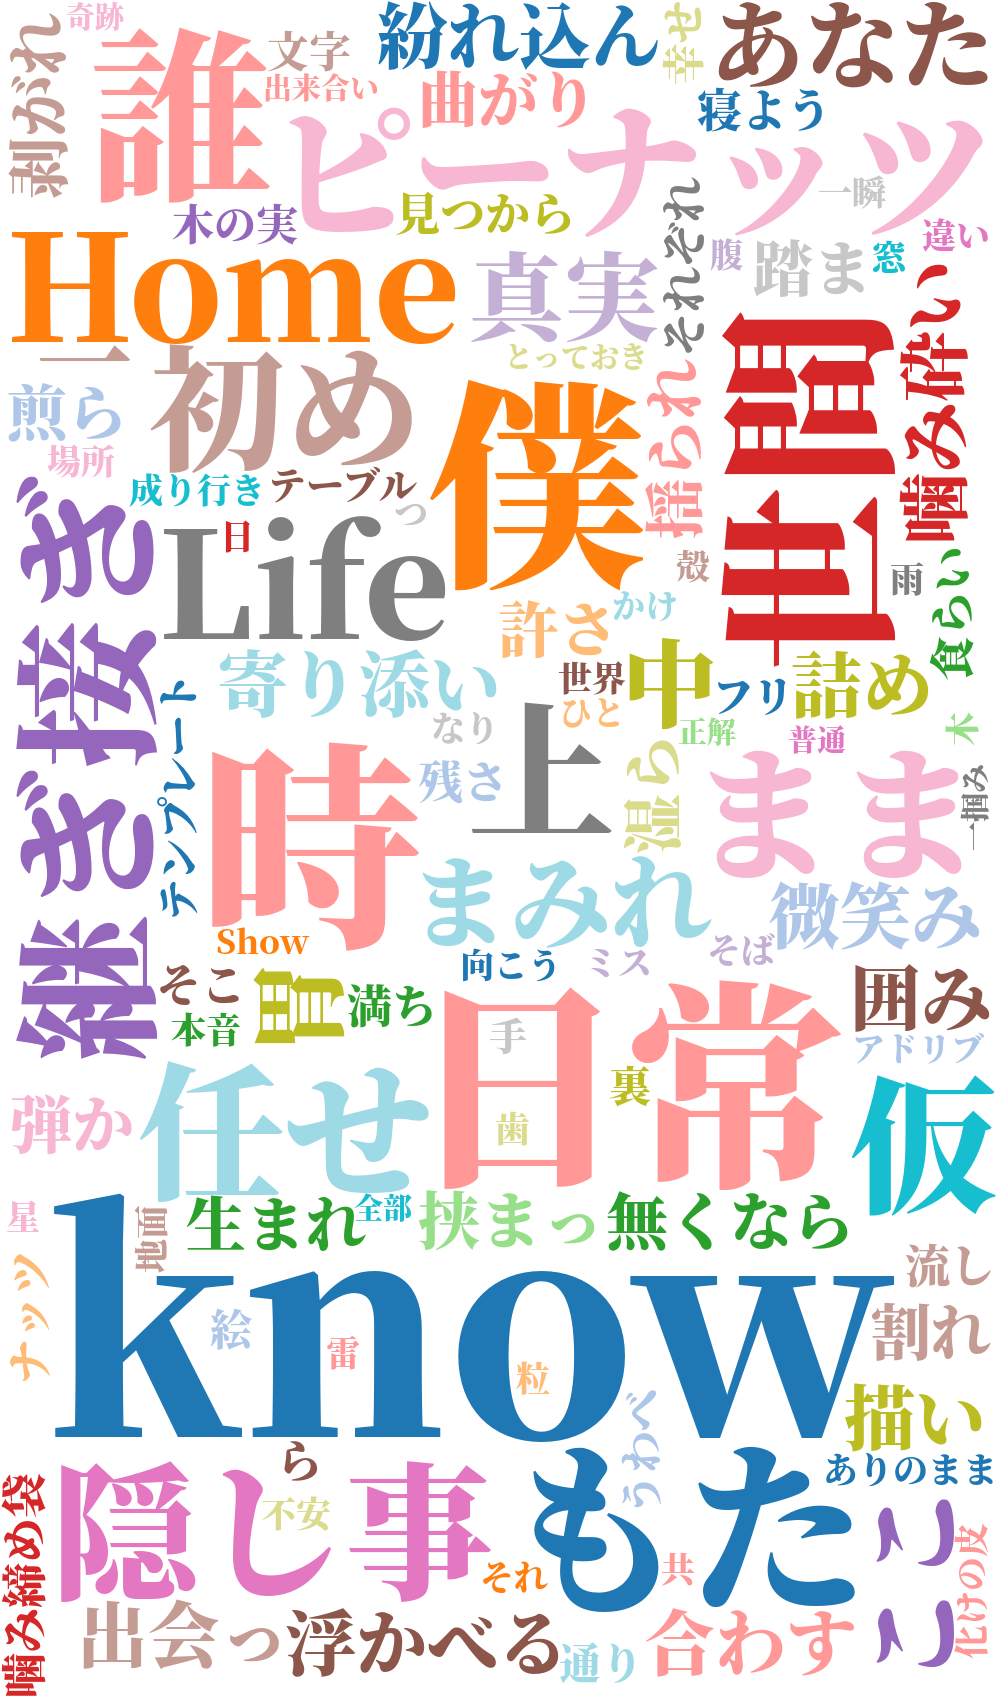 奇跡
剥がれ
誰
文字
出来合い
紛れ込ん
曲がり
幸せ
あなた
寝よう
ピーナッツ
一瞬
木の実
見つから
それぞれ
腹
踏ま
窓
違い
Home
真実
とっておき
一
初め
煎ら
場所
成り行き
テーブル
つ
僕
揺られ
世間
噛み砕い
継ぎ接ぎ
日
Life
殻
雨
食らい
許さ
かけ
寄り添い
世界
ひと
中
フリ
詰め
正解
普通
木
テンプレート
なり
残さ
上
湿ら
まま
一掴み
時
まみれ
微笑み
Show
そこ
本音
皿
満ち
向こう
ミス
そば
囲み
アドリブ
日常
手
歯
裏
弾か
任せ
仮
星
地面
生まれ
全部
挟まっ
無くなら
know
ナッツ
絵
雷
粒
流し
割れ
描い
うわべ
ら
隠し事
不安
もた
ありのまま
噛み締め
袋
それ
共
リリ
化けの皮
出会っ
浮かべる
通り
合わす